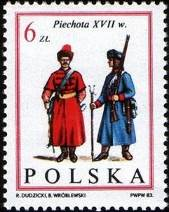 Piechota XVII w.
6
ZŁ
POLSKA
R. DUDZICKI, B. WRÓBLEWSKI
PWPW 83.